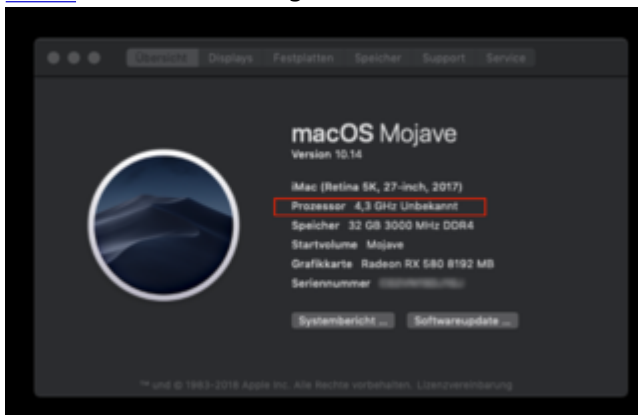 Übersicht Displays Festplatten Speicher Support Service
macOS Mojave
Version 10.14
iMac (Retina 5K, 27-inch, 2017)
Prozessor 4,3 GHz Unbekannt
Speicher 32 GB 3000 MHz DDR4
Startvolume Mojave
Grafikkarte Radeon RX 580 8192 MB
Seriennummer
Systembericht ... Softwareupdate ...
™ und © 1983-2018 Apple Inc. Alle Rechte vorbehalten. Lizenzvereinbarung